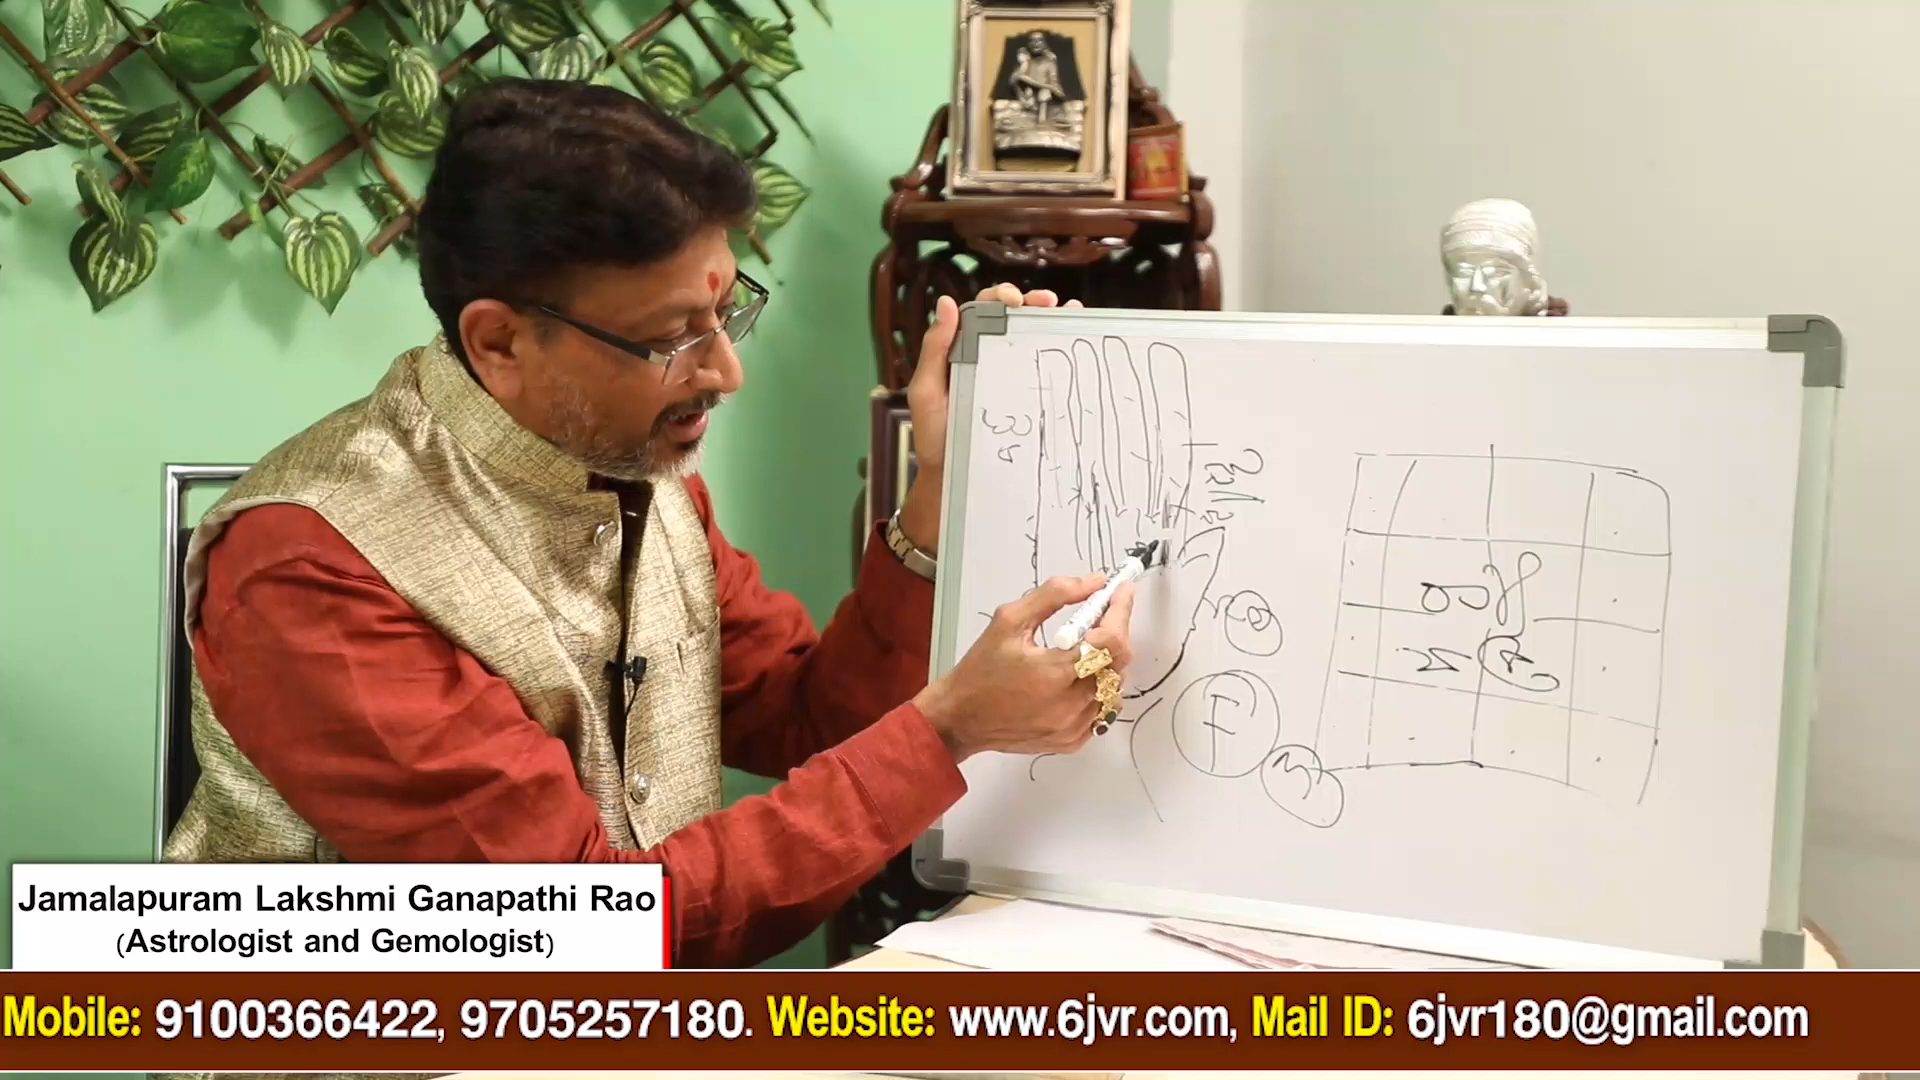 Jamalapuram Lakshmi Ganapathi Rao
(Astrologist and Gemologist)
Mobile: 9100366422, 9705257180. Website: www.6jvr.com, Mail ID: 6jvr180@gmail.com